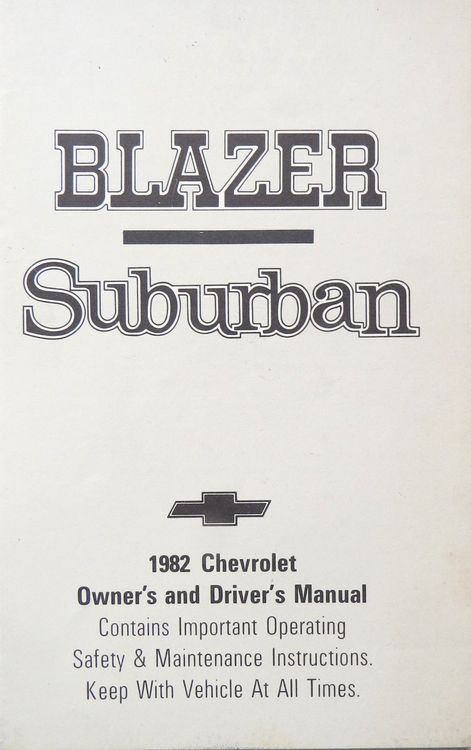 BLAZER
Suburban
1982 Chevrolet
Owner's and Driver's Manual
Contains Important Operating
Safety & Maintenance Instructions.
Keep With Vehicle At All Times.